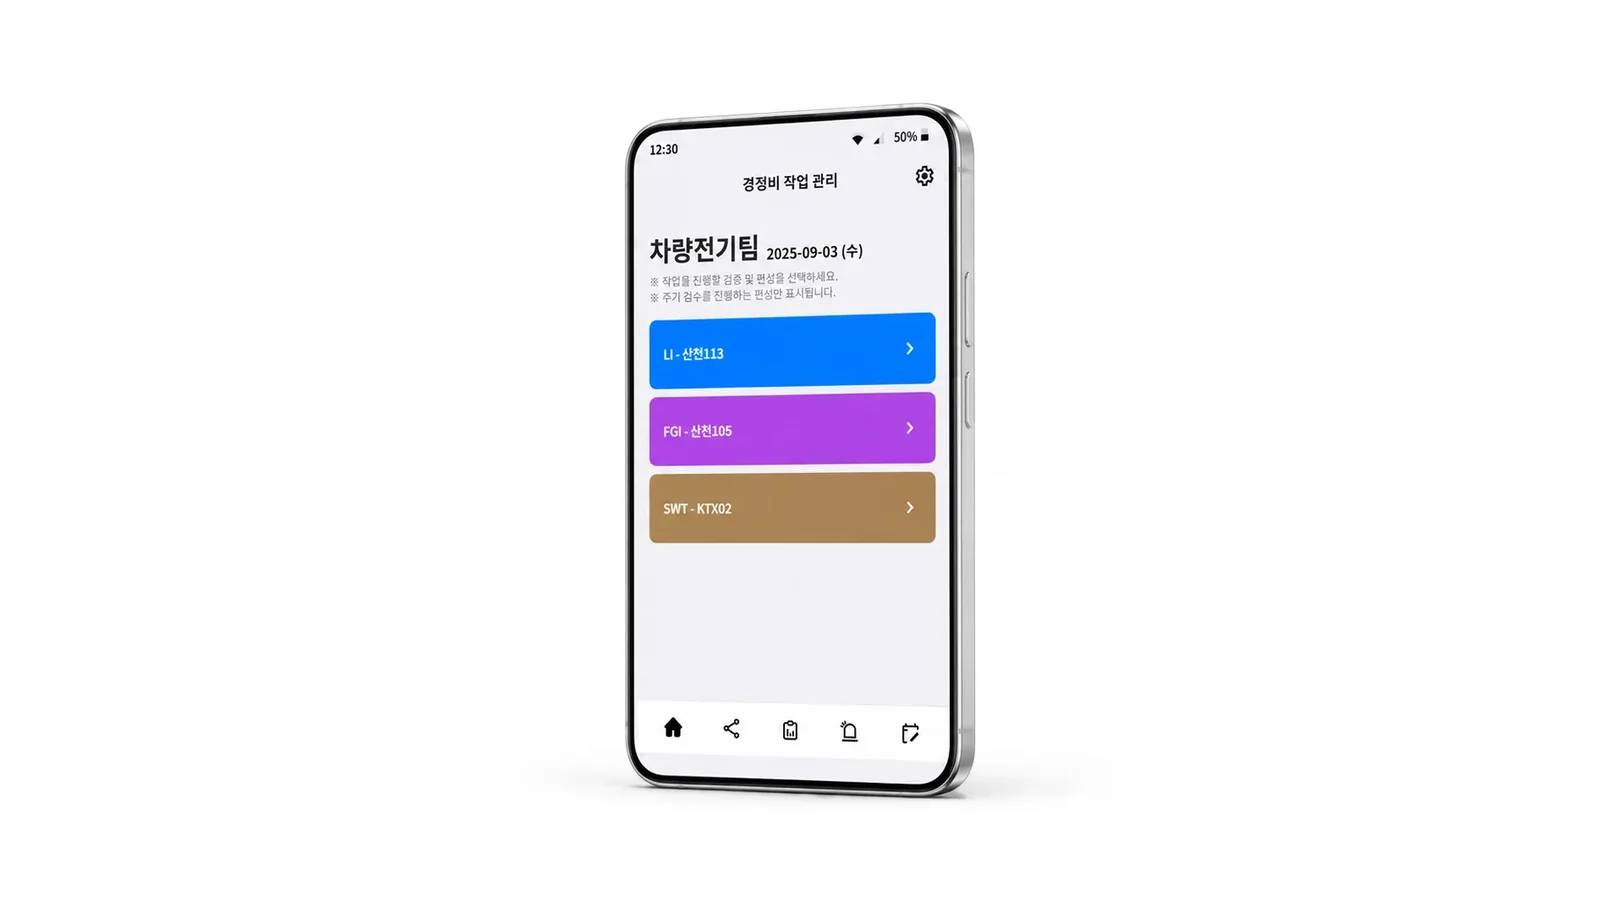 12:30
50%
경정비 작업 관리
차량전기팀 2025-09-03 (수)
※ 작업을 진행할 검증 및 편성을 선택하세요.
※ 주기 검수를 진행하는 편성만 표시됩니다.
LI - 산천113
FGI - 산천105
SWT - KTX02